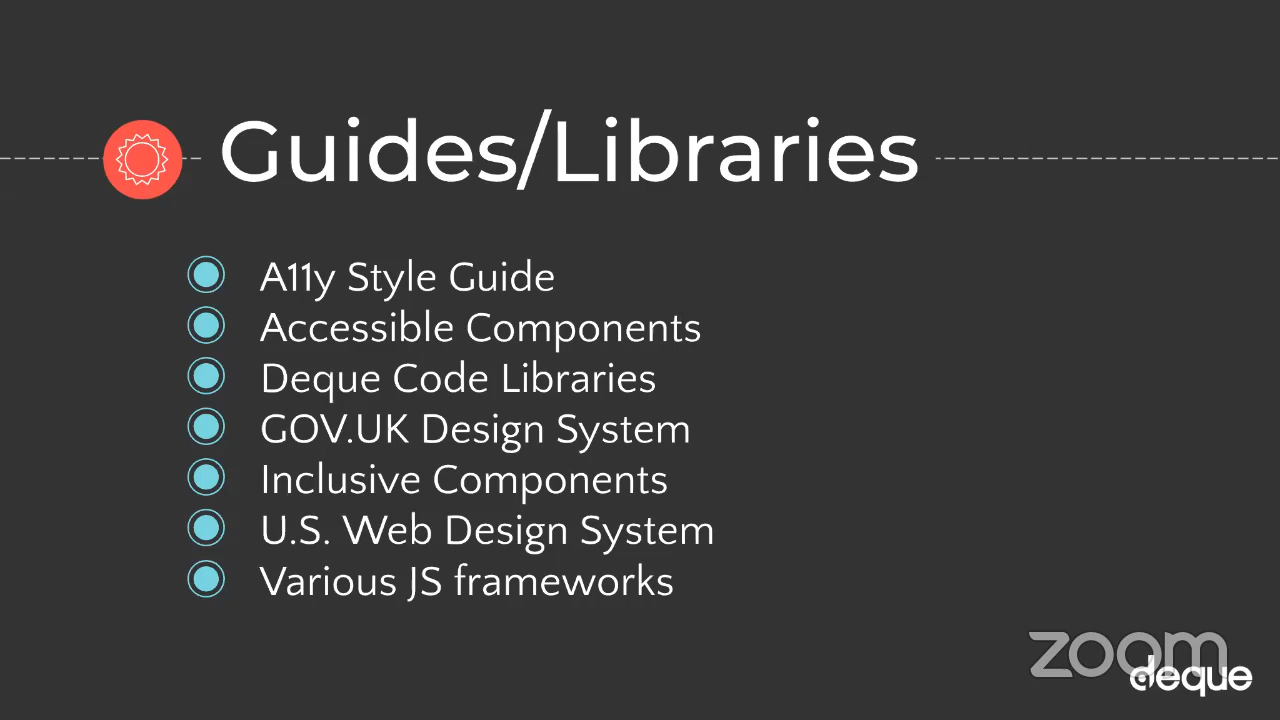 Guides/Libraries
A11y Style Guide
Accessible Components
Deque Code Libraries
GOV.UK Design System
Inclusive Components
U.S. Web Design System
Various JS frameworks
zoom
deque